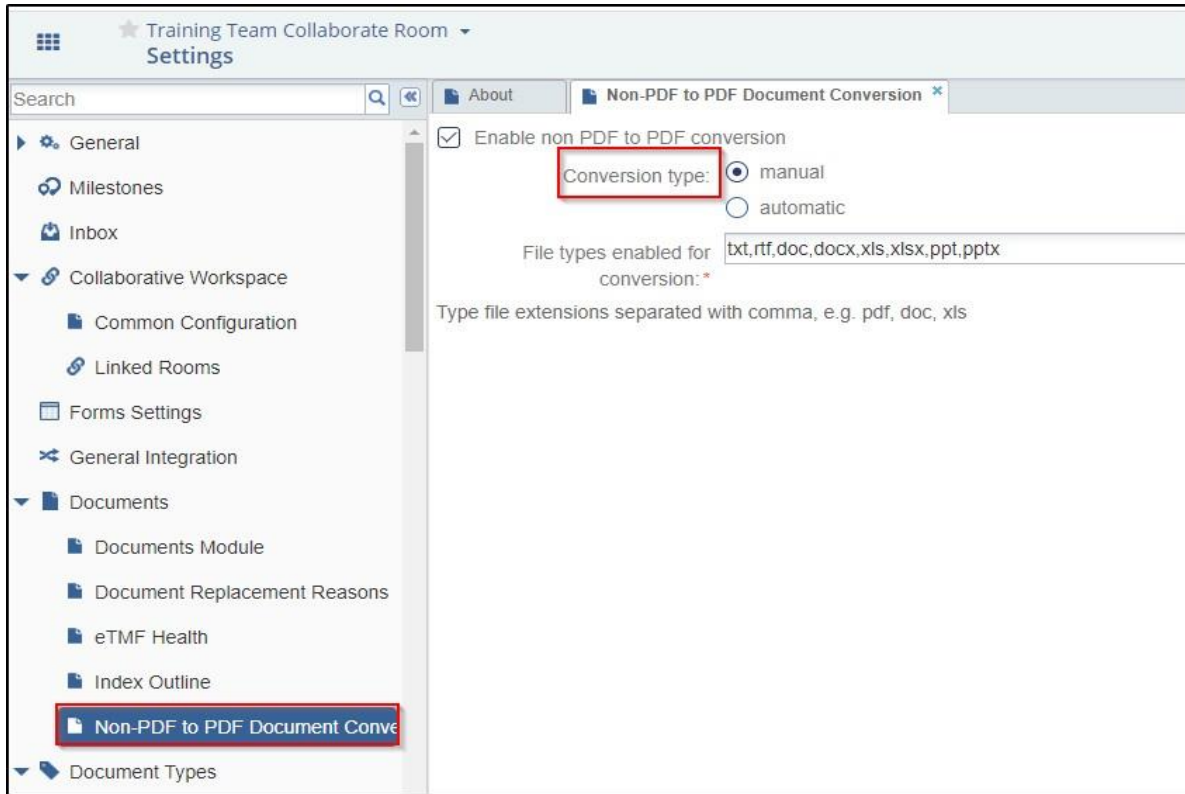 Training Team Collaborate Room
Settings
Search
General
Milestones
Inbox
Collaborative Workspace
Common Configuration
Linked Rooms
Forms Settings
General Integration
Documents
Documents Module
Document Replacement Reasons
eTMF Health
Index Outline
Non-PDF to PDF Document Conve
Document Types
About
Non-PDF to PDF Document Conversion
Enable non PDF to PDF conversion
Conversion type:
manual
automatic
File types enabled for
conversion:*
txt,rtf,doc,docx,xls,xlsx,ppt,pptx
Type file extensions separated with comma, e.g. pdf, doc, xls